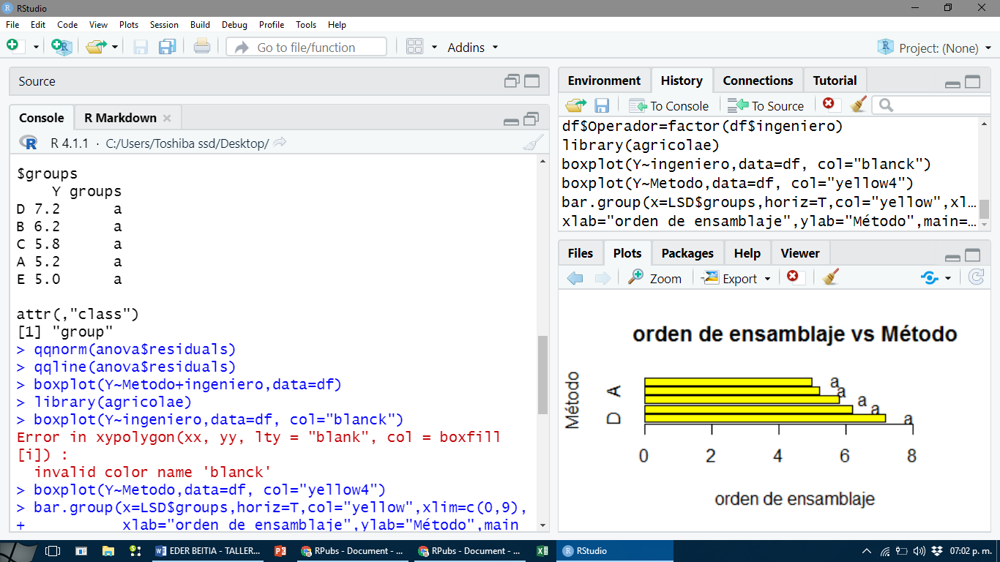 RStudio
File Edit Code View Plots Session Build Debug Profile Tools Help
Go to file/function
Addins
Project: (None)
Source
Console R Markdown
R 4.1.1 · C:/Users/Toshiba ssd/Desktop/
$groups
Y groups
D 7.2 a
B 6.2 a
C 5.8 a
A 5.2 a
E 5.0 a
attr(,"class")
[1] "group"
> qqnorm(anova$residuals)
> qqline(anova$residuals)
> boxplot(Y~Metodo+ingeniero,data=df)
> library(agricolae)
> boxplot(Y~ingeniero,data=df, col="blanck")
Error in xypolygon(xx, yy, lty = "blank", col = boxfill
[i]) :
invalid color name 'blanck'
> boxplot(Y~Metodo,data=df, col="yellow4")
> bar.group(x=LSD$groups,horiz=T,col="yellow",xlim=c(0,9),
+ xlab="orden de ensamblaje",ylab="Método",main
Environment History Connections Tutorial
To Console To Source
df$Operador=factor(df$ingeniero)
library(agricolae)
boxplot(Y~ingeniero,data=df, col="blanck")
boxplot(Y~Metodo,data=df, col="yellow4")
bar.group(x=LSD$groups,horiz=T,col="yellow",xl…
xlab="orden de ensamblaje",ylab="Método",main=…
Files Plots Packages Help Viewer
Zoom Export
orden de ensamblaje vs Método
Método
D A
a
a
a
a
a
0 2 4 6 8
orden de ensamblaje
EDER BEITIA - TALLER... RPubs - Document - ... RPubs - Document - ... RStudio 07:02 p. m.